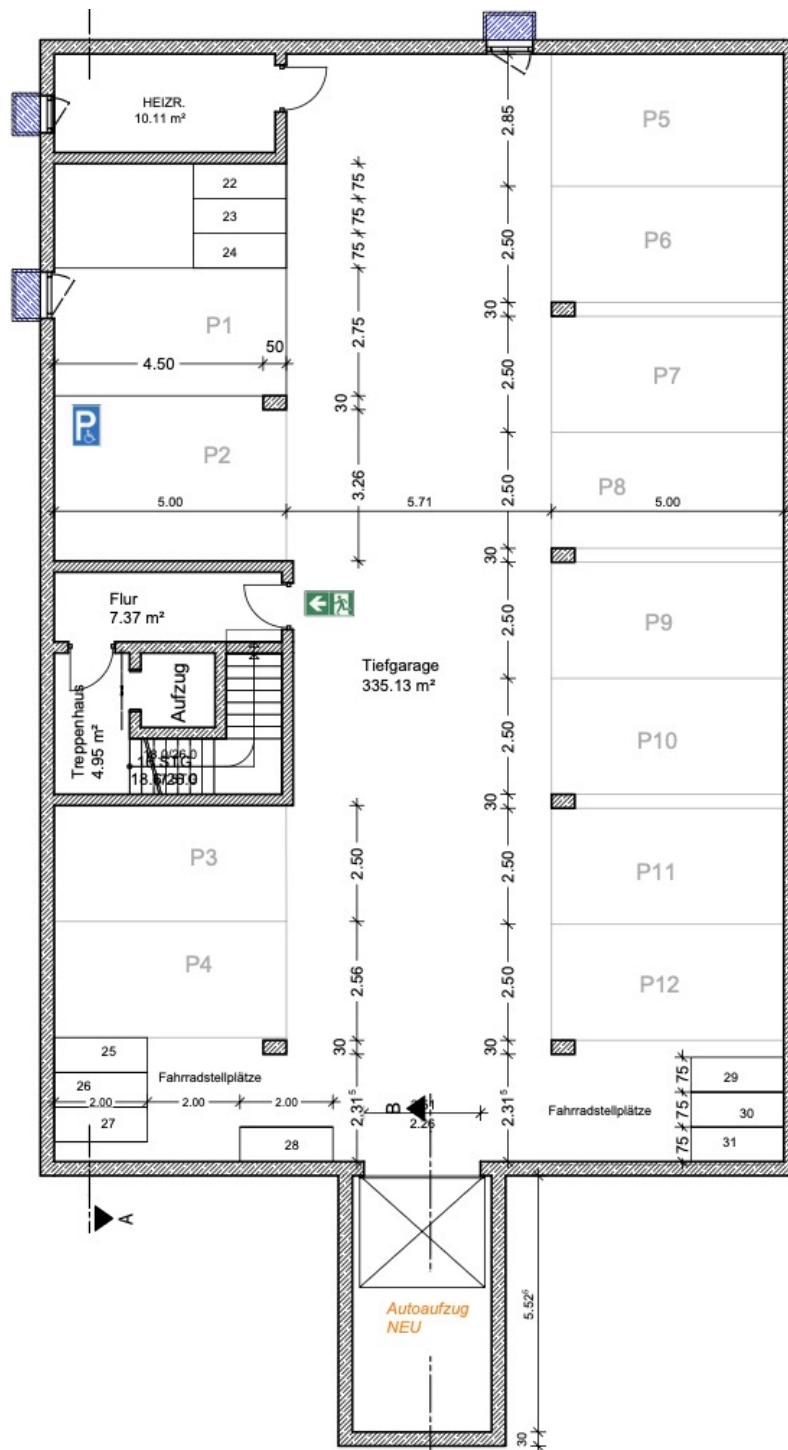 HEIZR.
10.11 m²
22
23
24
P1
4.50
50
P
P2
5.00
5.71
5.00
75
75
75
2.75
30
3.26
2.85
2.50
30
2.50
2.50
30
2.50
2.50
30
2.50
2.50
30
2.31⁵
P5
P6
P7
P8
P9
P10
P11
P12
Flur
7.37 m²
Tiefgarage
335.13 m²
Aufzug
Treppenhaus
4.95 m²
STG
P3
P4
2.50
2.56
30
2.31⁵
25
26
27
Fahrradstellplätze
2.00
2.00
2.00
28
B
2.26
Fahrradstellplätze
75
75
75
29
30
31
A
Autoaufzug
NEU
5.52⁶
30